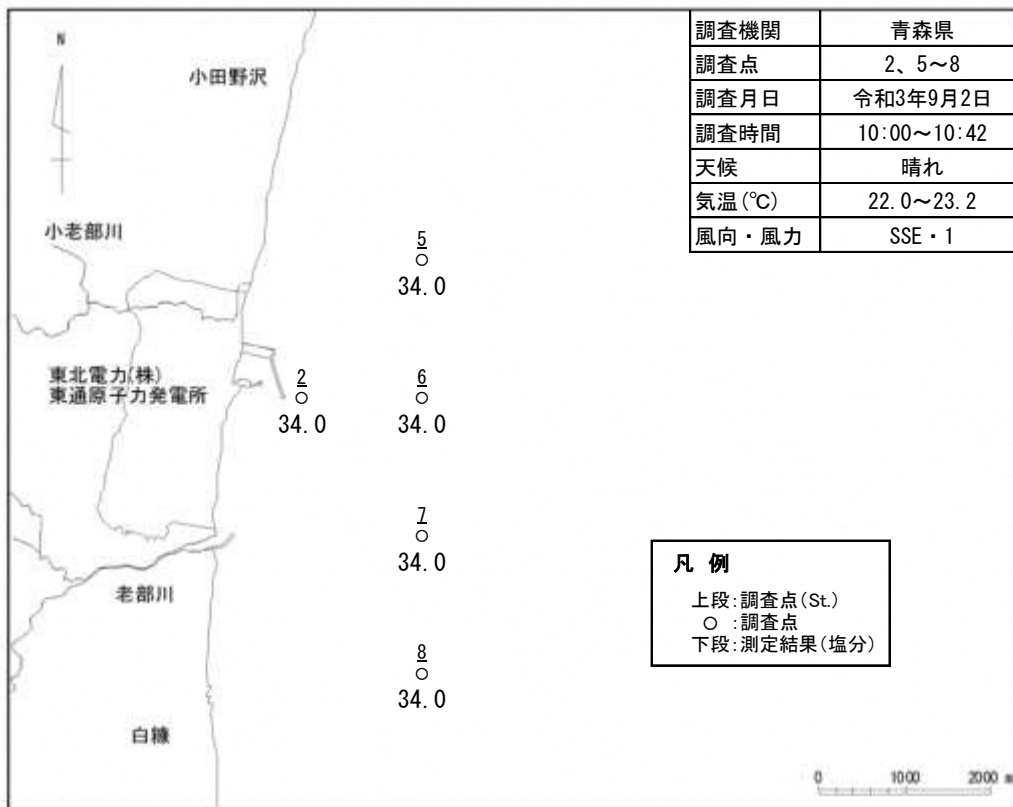 調査機関 青森県
調査点 2、5～8
調査月日 令和3年9月2日
調査時間 10:00～10:42
天候 晴れ
気温(℃) 22.0～23.2
風向・風力 SSE・1
N
小田野沢
小老部川
5
34.0
東北電力(株)
東通原子力発電所
2
34.0
6
34.0
7
34.0
老部川
8
34.0
白糠
凡 例
上段:調査点(St.)
○ :調査点
下段:測定結果(塩分)
0 1000 2000 m